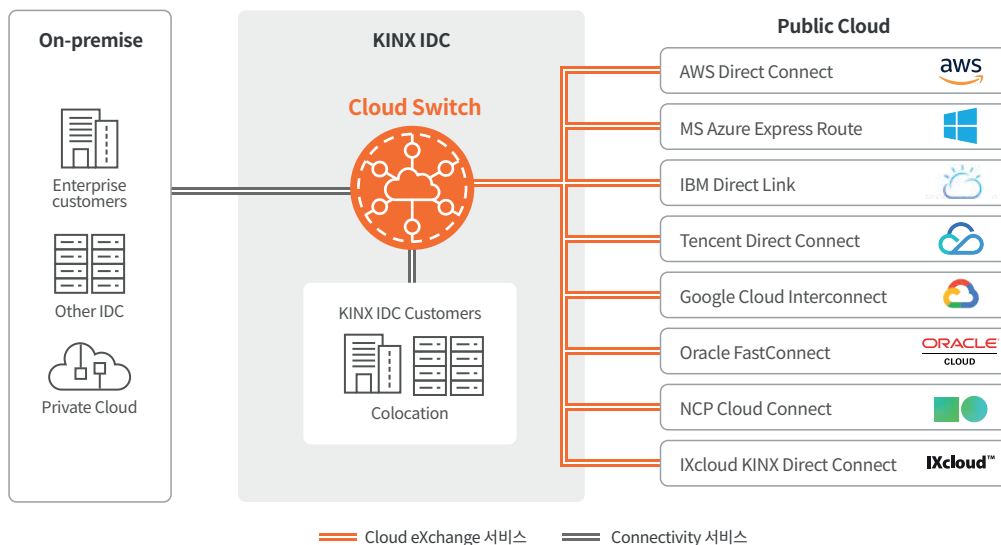 On-premise
Enterprise
customers
Other IDC
Private Cloud
KINX IDC
Cloud Switch
KINX IDC Customers
Colocation
Public Cloud
AWS Direct Connect
aws
MS Azure Express Route
IBM Direct Link
Tencent Direct Connect
Google Cloud Interconnect
Oracle FastConnect
ORACLE
CLOUD
NCP Cloud Connect
IXcloud KINX Direct Connect
IXcloud™
Cloud eXchange 서비스
Connectivity 서비스